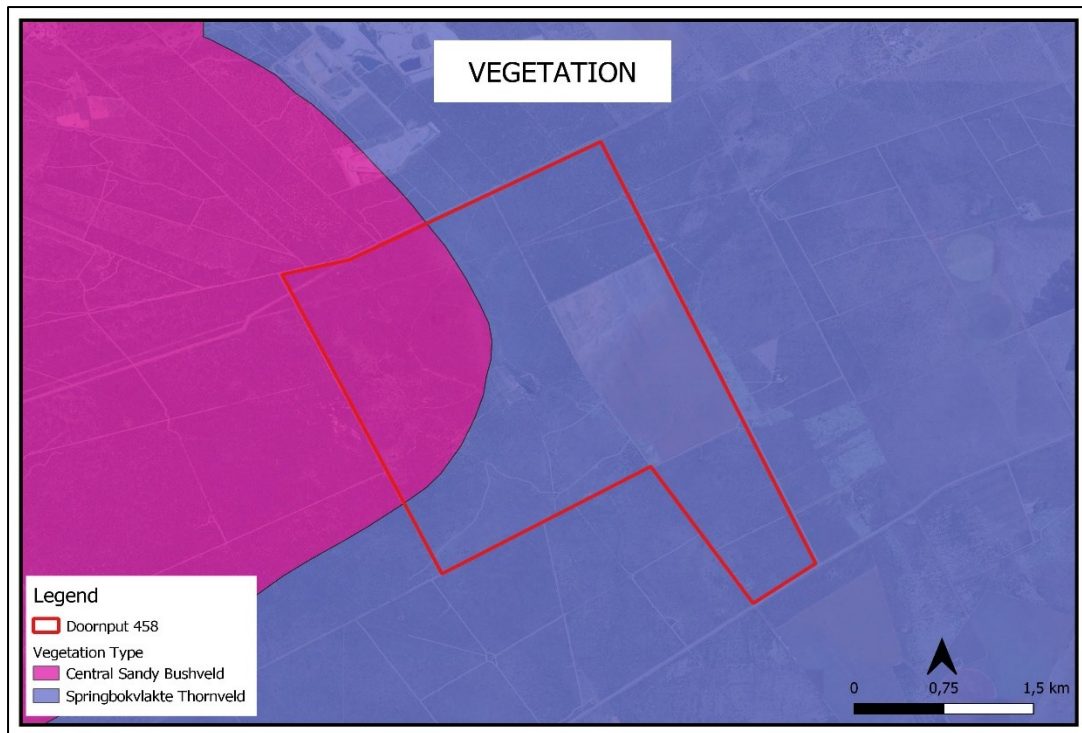 VEGETATION
Legend
Doornput 458
Vegetation Type
Central Sandy Bushveld
Springbokvlakte Thornveld
0 0,75 1,5 km